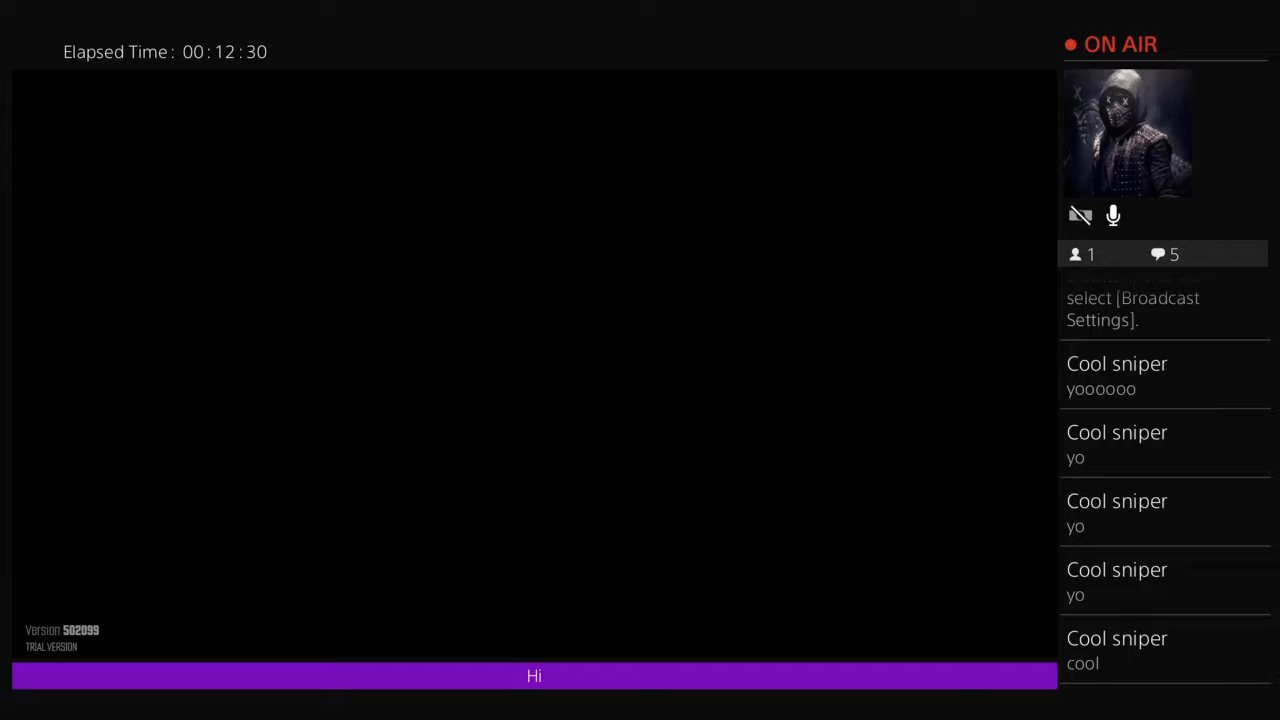 Elapsed Time: 00:12:30
ON AIR
1 5
select [Broadcast
Settings].
Cool sniper
yoooooo
Cool sniper
yo
Cool sniper
yo
Cool sniper
yo
Cool sniper
cool
Version 502099
TRIAL VERSION
Hi